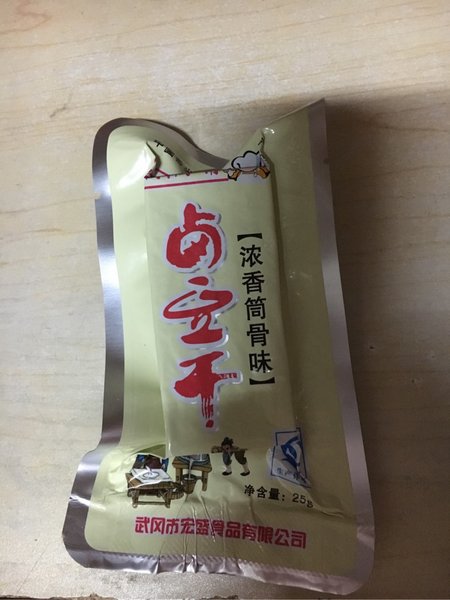 卤豆干
【浓香筒骨味】
净含量：25g
武冈市宏盛食品有限公司